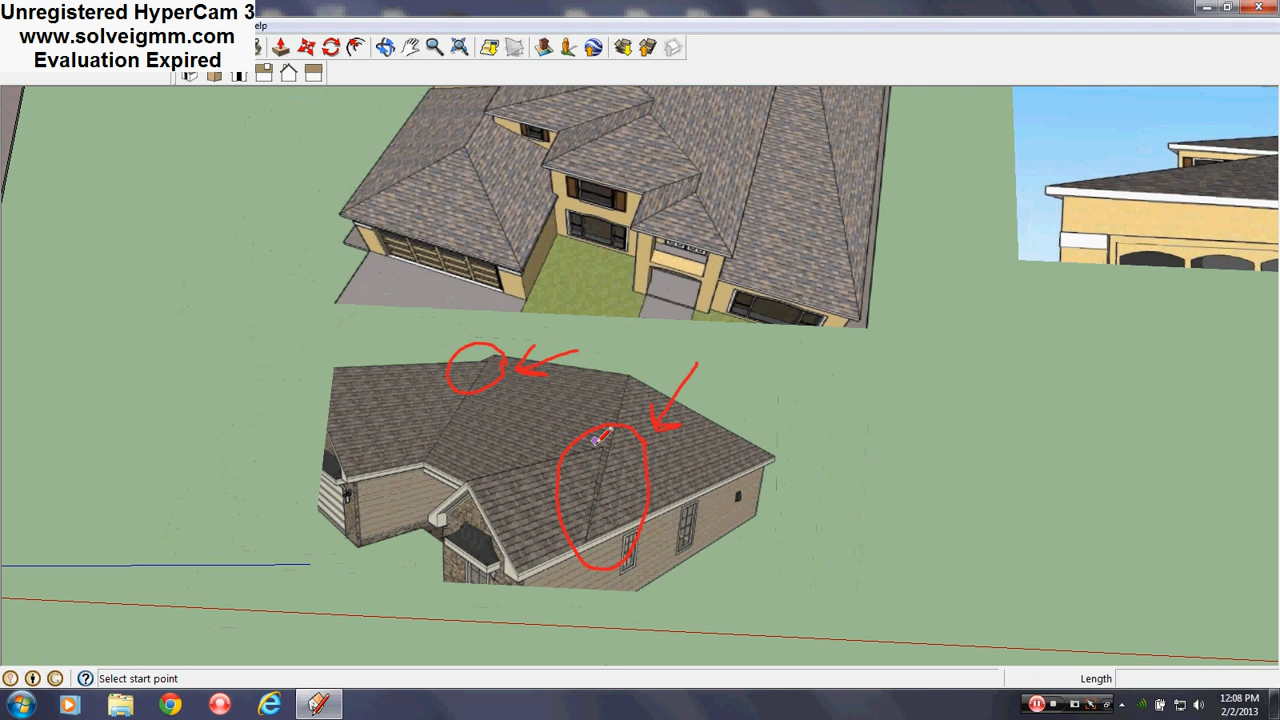 Unregistered HyperCam 3
www.solveigmm.com
Evaluation Expired
elp
Select start point
Length
12:08 PM
2/2/2013